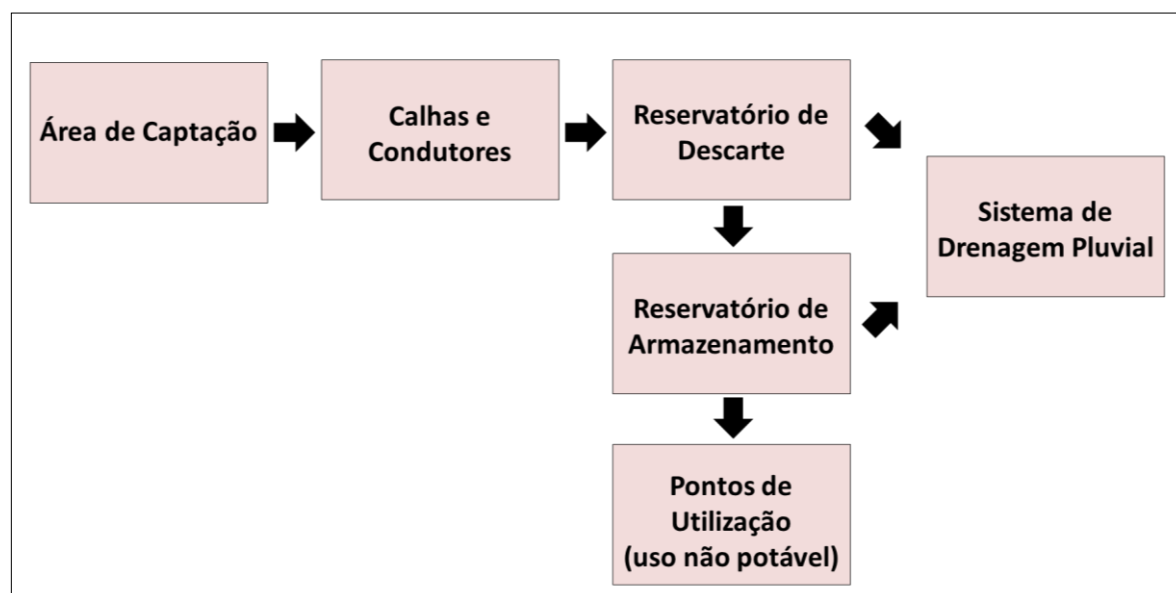 Área de Captação
Calhas e
Condutores
Reservatório de
Descarte
Sistema de
Drenagem Pluvial
Reservatório de
Armazenamento
Pontos de
Utilização
(uso não potável)